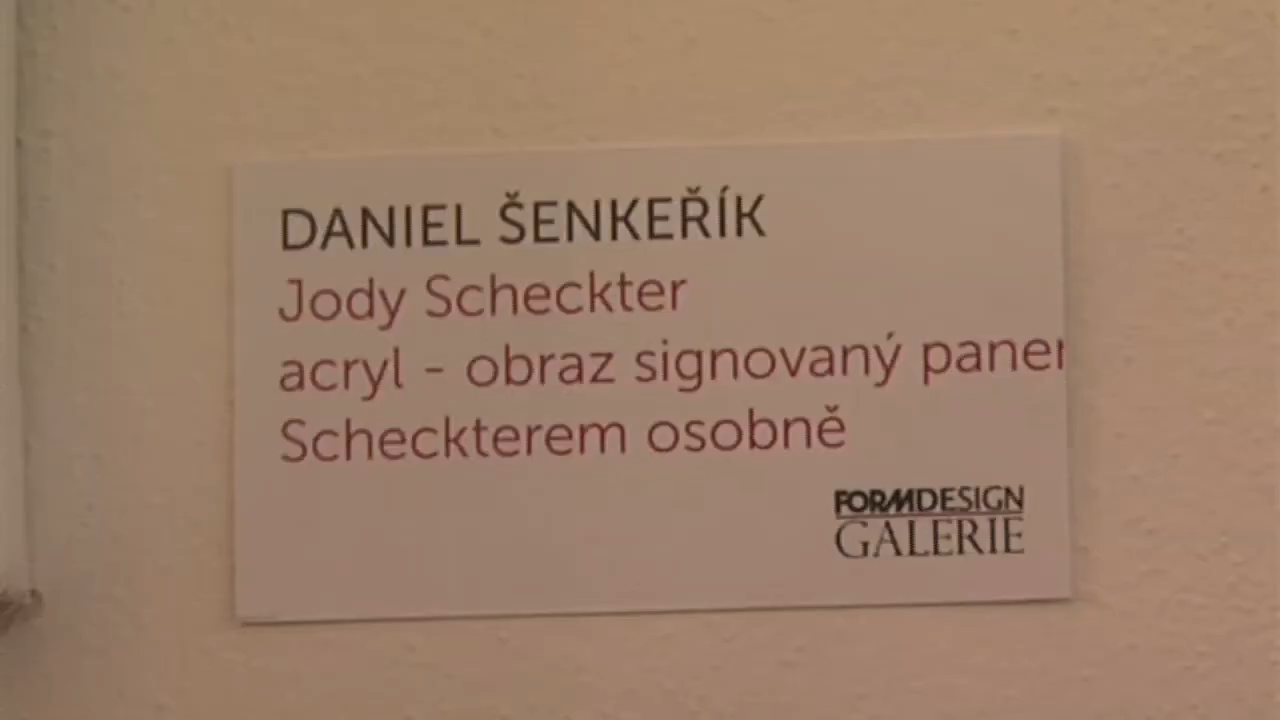 DANIEL ŠENKEŘÍK
Jody Scheckter
acryl - obraz signovaný paner
Scheckterem osobně
FORMDESIGN
GALERIE